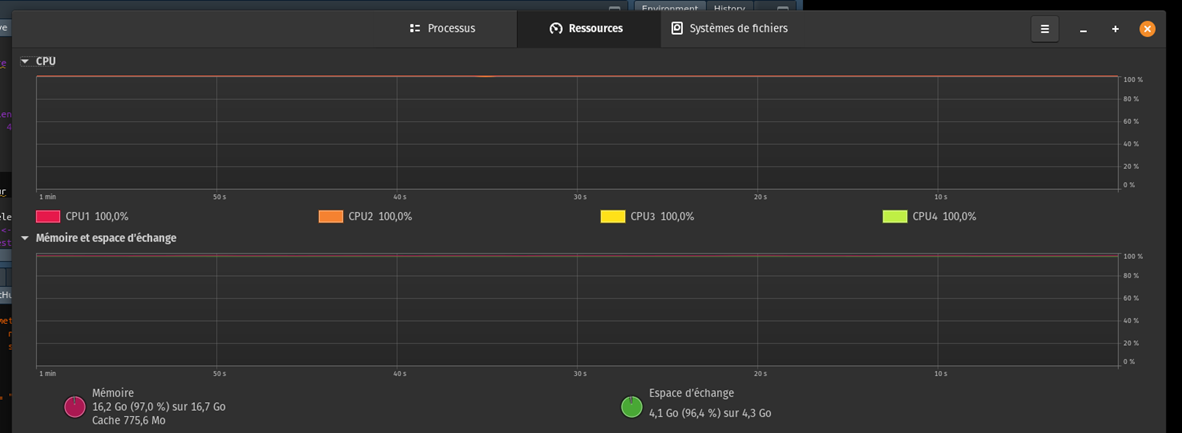 Environment History
Processus Ressources Systèmes de fichiers
CPU
100 %
80 %
60 %
40 %
20 %
0 %
1 min 50 s 40 s 30 s 20 s 10 s
CPU1 100,0% CPU2 100,0% CPU3 100,0% CPU4 100,0%
Mémoire et espace d'échange
100 %
80 %
60 %
40 %
20 %
0 %
1 min 50 s 40 s 30 s 20 s 10 s
Mémoire
16,2 Go (97,0 %) sur 16,7 Go
Cache 775,6 Mo
Espace d'échange
4,1 Go (96,4 %) sur 4,3 Go